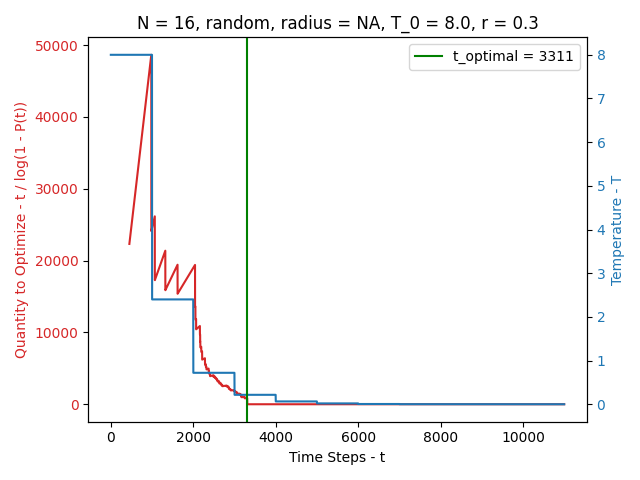 N = 16, random, radius = NA, T_0 = 8.0, r = 0.3
t_optimal = 3311
Quantity to Optimize - t / log(1 - P(t))
50000
40000
30000
20000
10000
0
8
7
6
5
4
3
2
1
0
Temperature - T
0 2000 4000 6000 8000 10000
Time Steps - t